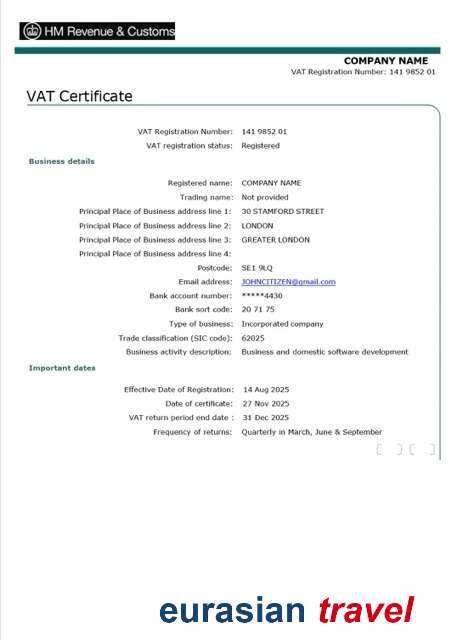 HM Revenue & Customs
COMPANY NAME
VAT Registration Number: 141 9852 01
VAT Certificate
VAT Registration Number: 141 9852 01
VAT registration status: Registered
Business details
Registered name: COMPANY NAME
Trading name: Not provided
Principal Place of Business address line 1: 30 STAMFORD STREET
Principal Place of Business address line 2: LONDON
Principal Place of Business address line 3: GREATER LONDON
Principal Place of Business address line 4:
Postcode: SE1 9LQ
Email address: JOHNCITIZEN@gmail.com
Bank account number: *****4430
Bank sort code: 20 71 75
Type of business: Incorporated company
Trade classification (SIC code): 62025
Business activity description: Business and domestic software development
Important dates
Effective Date of Registration: 14 Aug 2025
Date of certificate: 27 Nov 2025
VAT return period end date : 31 Dec 2025
Frequency of returns: Quarterly in March, June & September
eurasian travel